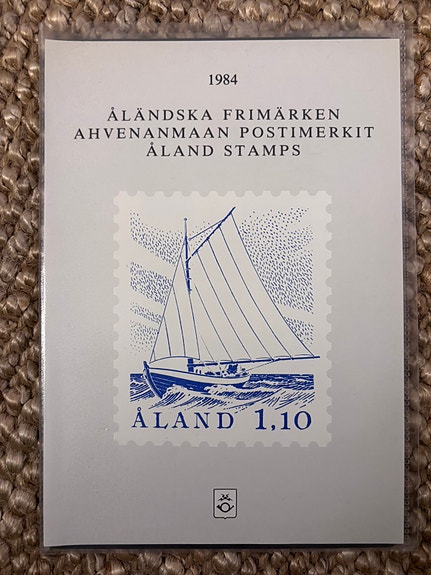 1984
ÅLÄNDSKA FRIMÄRKEN
AHVENANMAAN POSTIMERKIT
ÅLAND STAMPS
ÅLAND 1,10